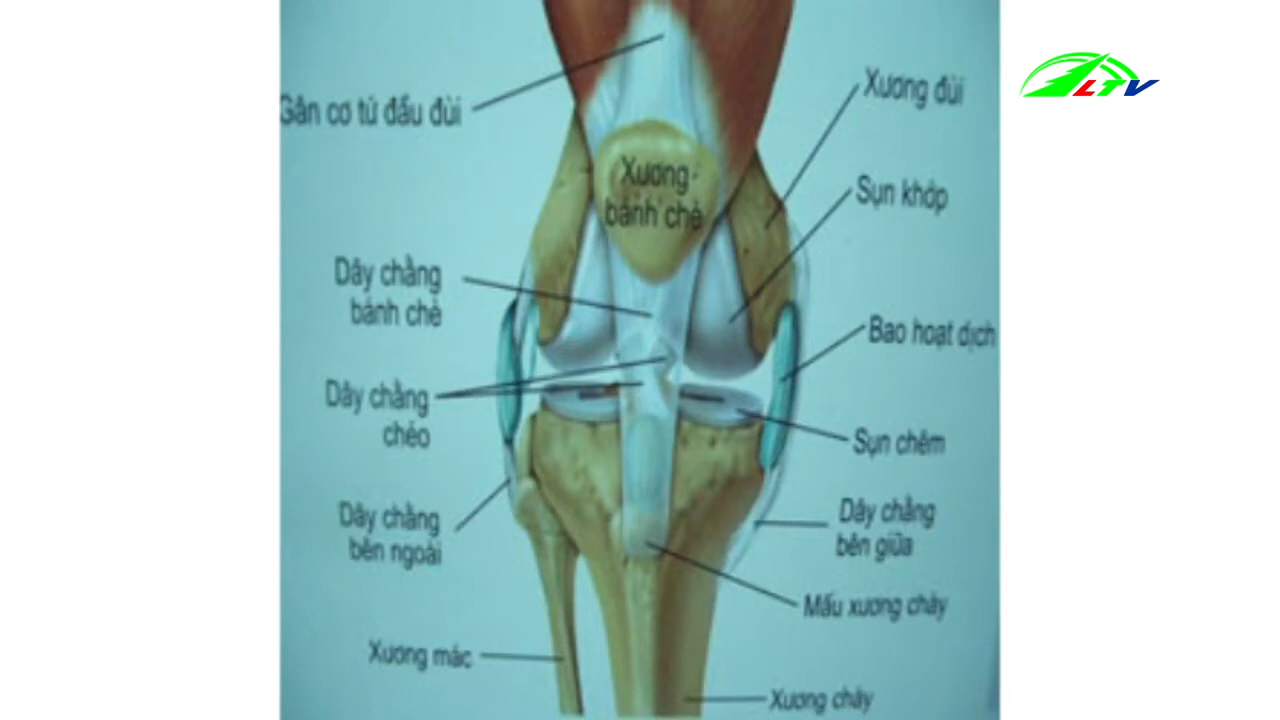 LTV
Gân cơ tứ đầu đùi
Xương đùi
Xương
bánh chè
Sụn khớp
Dây chằng
bánh chè
Bao hoạt dịch
Dây chằng
chéo
Sụn chêm
Dây chằng
bên ngoài
Dây chằng
bên giữa
Mấu xương chày
Xương mác
Xương chày